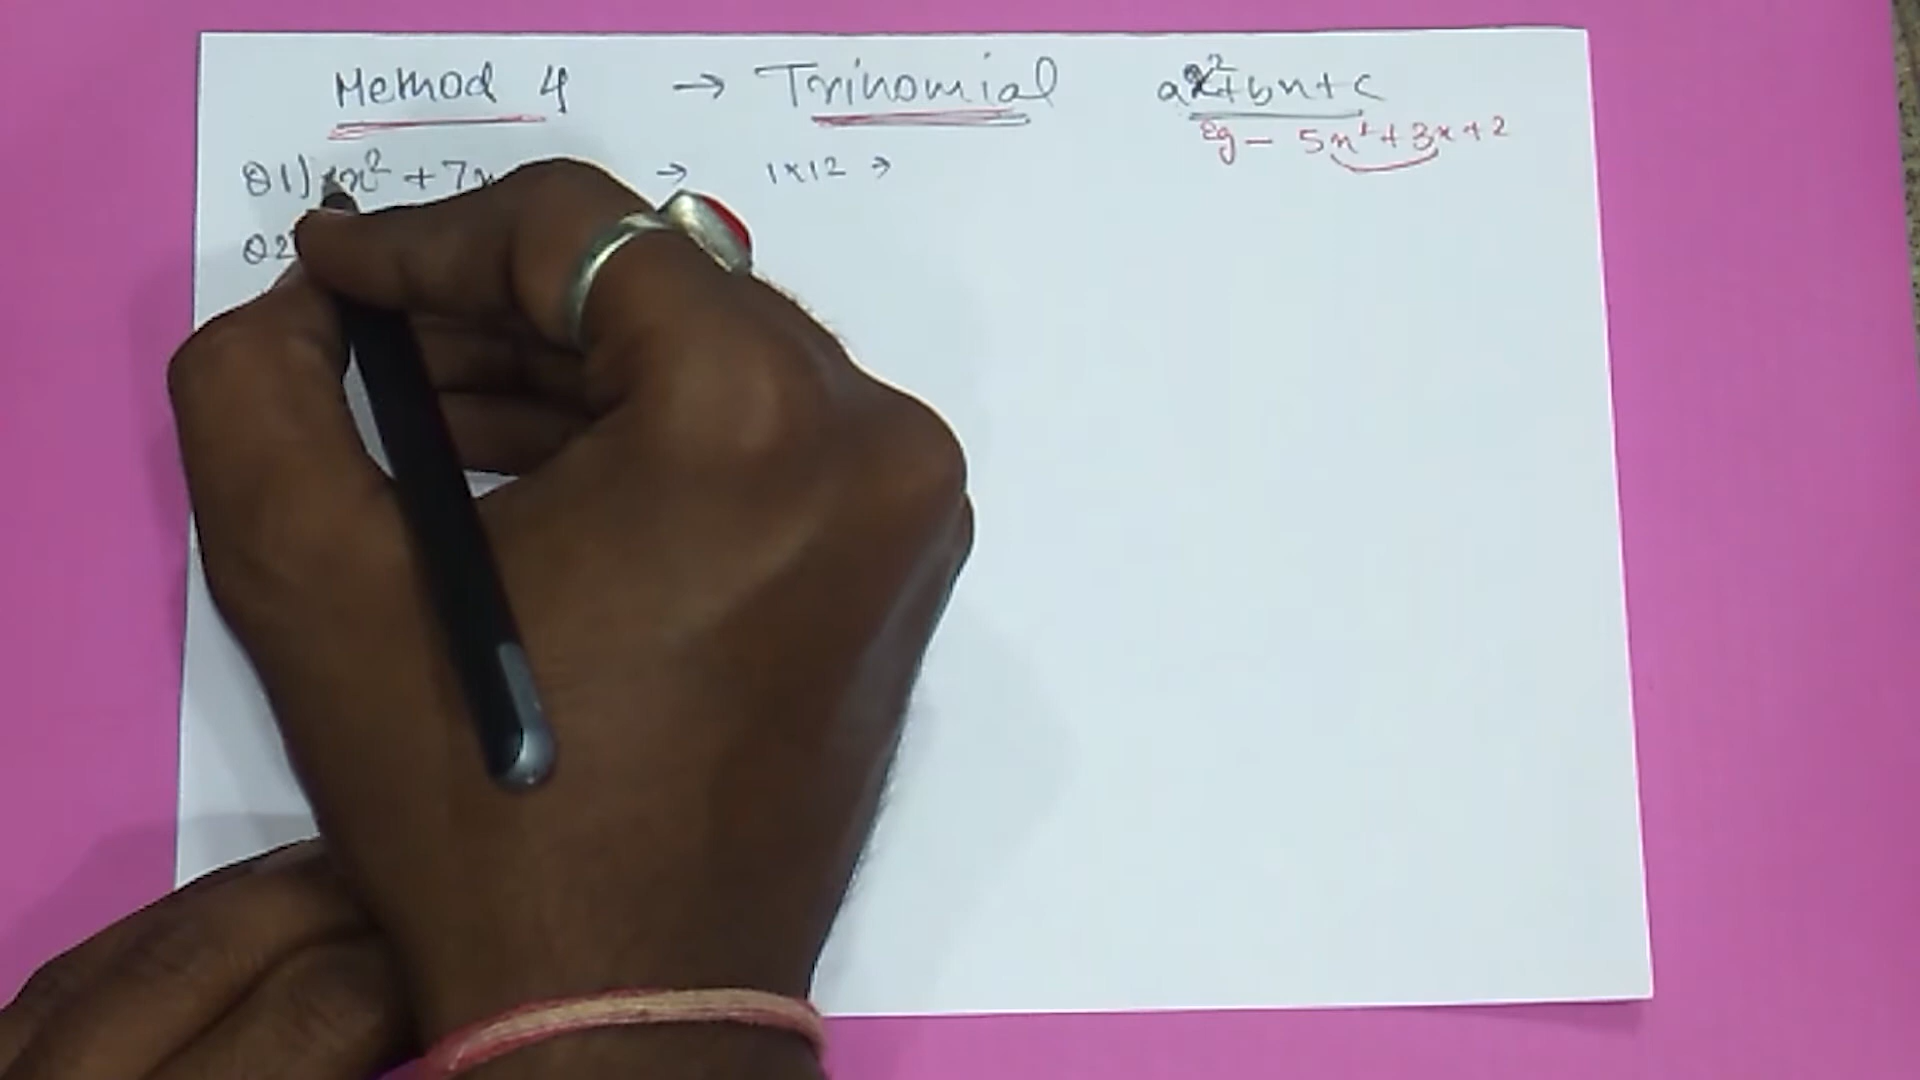 Method 4 → Trinomial ax²+bx+c
Eg - 5x²+3x+2
Q1) x² + 7x → 1×12 →
Q2